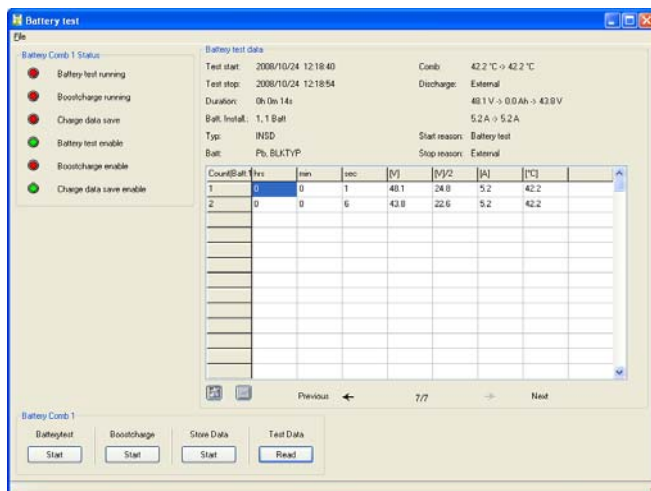 Battery test
File
Battery Comb 1 Status
Battery test running
Boostcharge running
Charge data save
Battery test enable
Boostcharge enable
Charge data save enable
Battery test data
Test start: 2008/10/24 12:18:40 Comb: 42.2 °C -> 42.2 °C
Test stop: 2008/10/24 12:18:54 Discharge: External
Duration: 0h 0m 14s 48.1 V -> 0.0 Ah -> 43.8 V
Batt. Install.: 1, 1 Batt 5.2 A -> 5.2 A
Typ: INSD Start reason: Battery test
Batt: Pb, BLKTYP Stop reason: External
Count(Batt.1 hrs min sec [V] [V]/2 [A] [°C]
1 0 0 1 48.1 24.8 5.2 42.2
2 0 0 6 43.8 22.6 5.2 42.2
Previous 7/7 Next
Battery Comb 1
Batterytest Boostcharge Store Data Test Data
Start Start Start Read